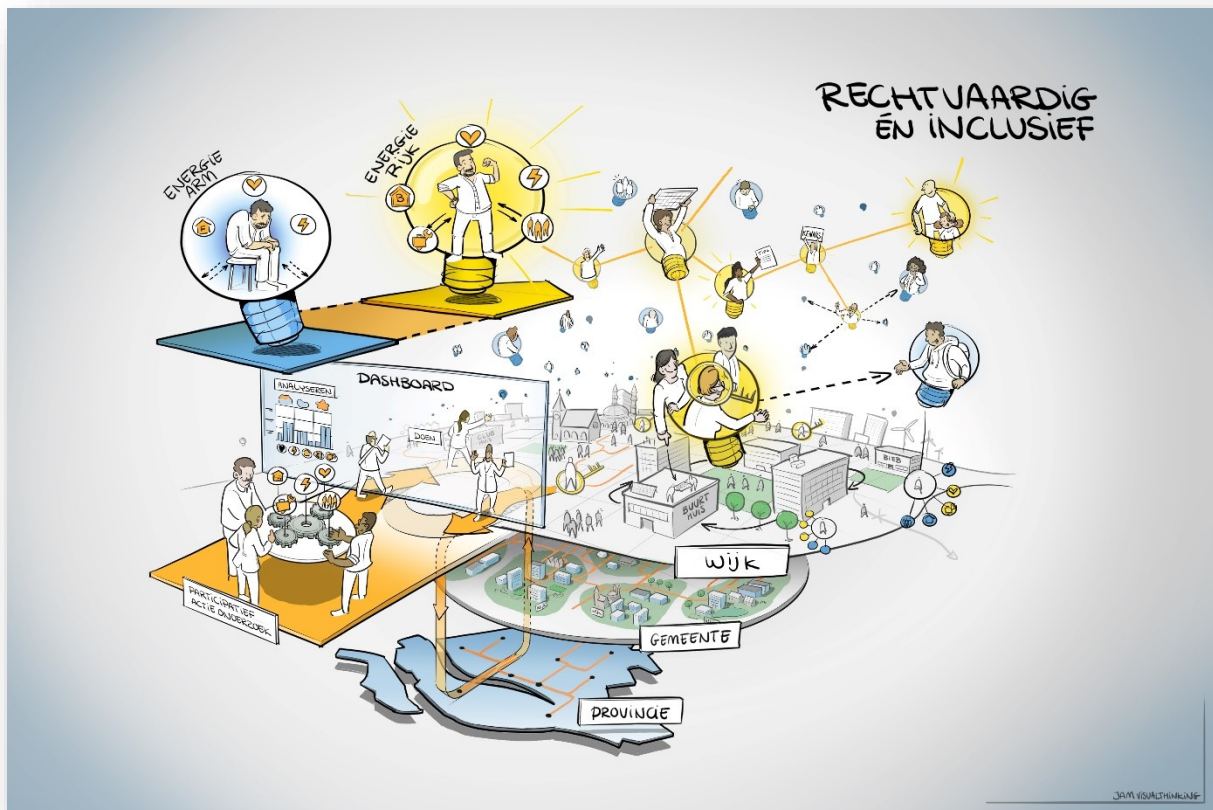 RECHTVAARDIG
ÉN INCLUSIEF
ENERGIE
ARM
ENERGIE
RIJK
B
KENNIS
DASHBOARD
ANALYSEREN
DOEN
BIEB
BUURT
HUIS
WIJK
PARTICIPATIEF
ACTIE ONDERZOEK
GEMEENTE
PROVINCIE
JAM VISUALTHINKING